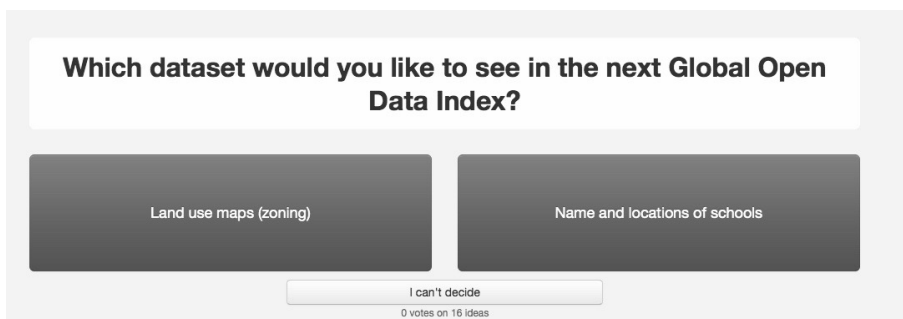 Which dataset would you like to see in the next Global Open
Data Index?
Land use maps (zoning)
Name and locations of schools
I can't decide
0 votes on 16 ideas